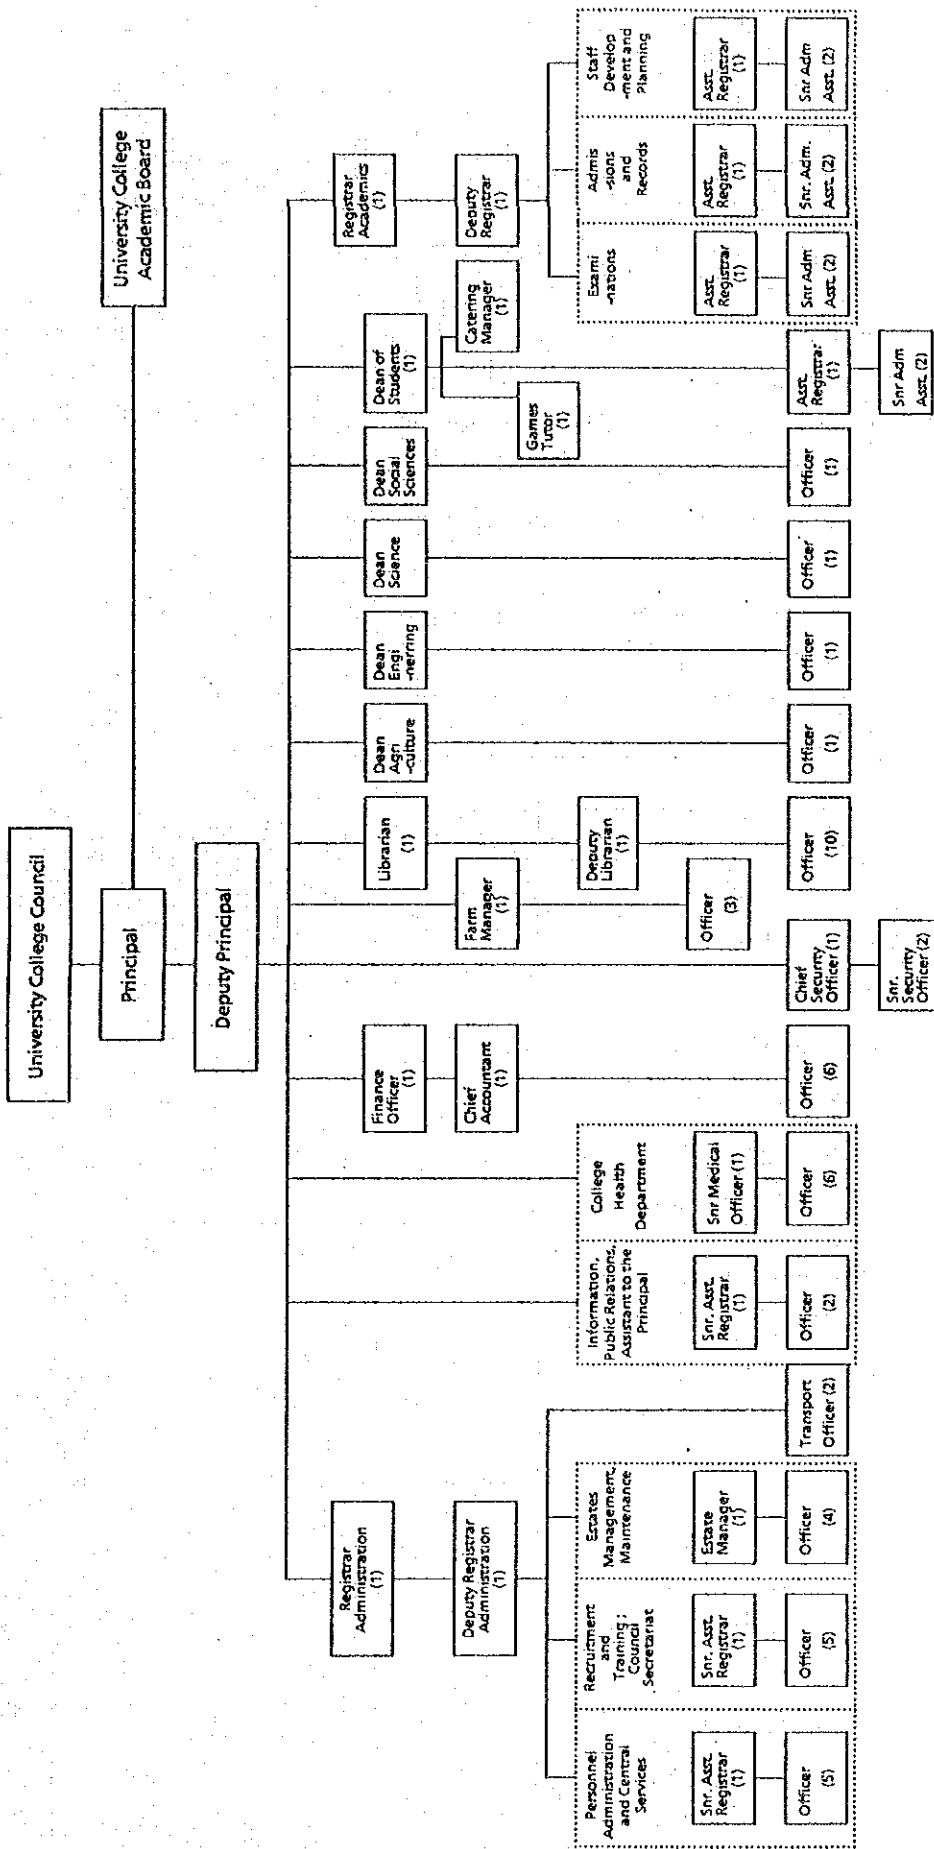 University College Council
Principal
University College
Academic Board
Deputy Principal
Registrar
Administration
(1)
Deputy Registrar
Administration
(1)
Personnel
Administration
and Central
Services
Snr. Asst.
Registrar
(1)
Officer
(5)
Recruitment
and
Training;
Council
Secretariat
Snr. Asst.
Registrar
(1)
Officer
(5)
Estates
Management,
Maintenance
Estate
Manager
(1)
Officer
(4)
Transport
Officer (2)
Information,
Public Relations,
Assistant to the
Principal
Snr. Asst.
Registrar
(1)
Officer
(2)
College
Health
Department
Snr Medical
Officer (1)
Officer
(6)
Finance
Officer
(1)
Chief
Accountant
(1)
Officer
(6)
Chief
Security
Officer (1)
Snr.
Security
Officer (2)
Farm
Manager
(1)
Officer
(3)
Librarian
(1)
Deputy
Librarian
(1)
Officer
(10)
Dean
Agri
-culture
Officer
(1)
Dean
Engi
-nerring
Officer
(1)
Dean
Science
Officer
(1)
Dean
Social
Sciences
Officer
(1)
Dean of
Students
(1)
Games
Tutor
(1)
Catering
Manager
(1)
Asst.
Registrar
(1)
Snr Adm
Asst. (2)
Registrar
Academics
(1)
Deputy
Registrar
(1)
Exami
-nations
Asst.
Registrar
(1)
Snr Adm
Asst. (2)
Admis
-sions
and
Records
Asst.
Registrar
(1)
Snr. Adm.
Asst. (2)
Staff
Develop
-ment and
Planning
Asst.
Registrar
(1)
Snr Adm
Asst. (2)